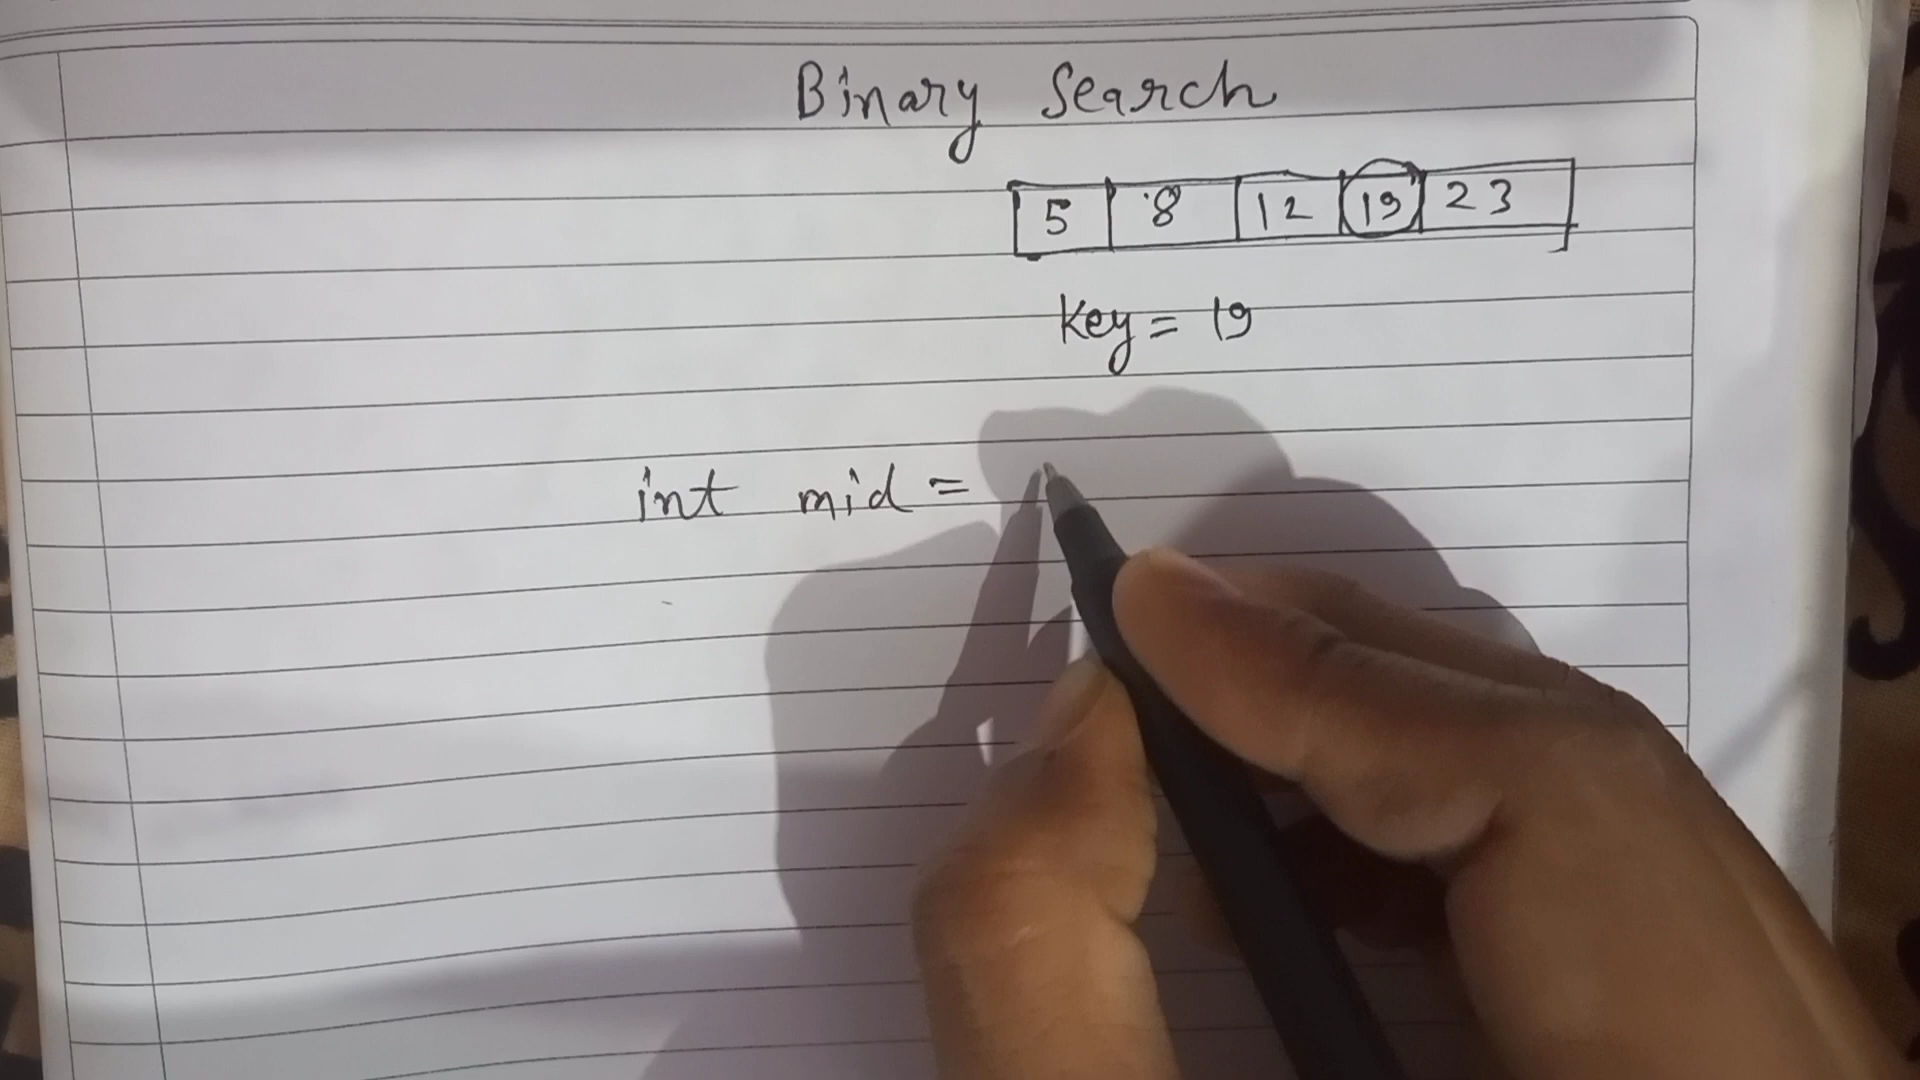 Binary Search
5 8 12 19 23
Key = 19
int mid =